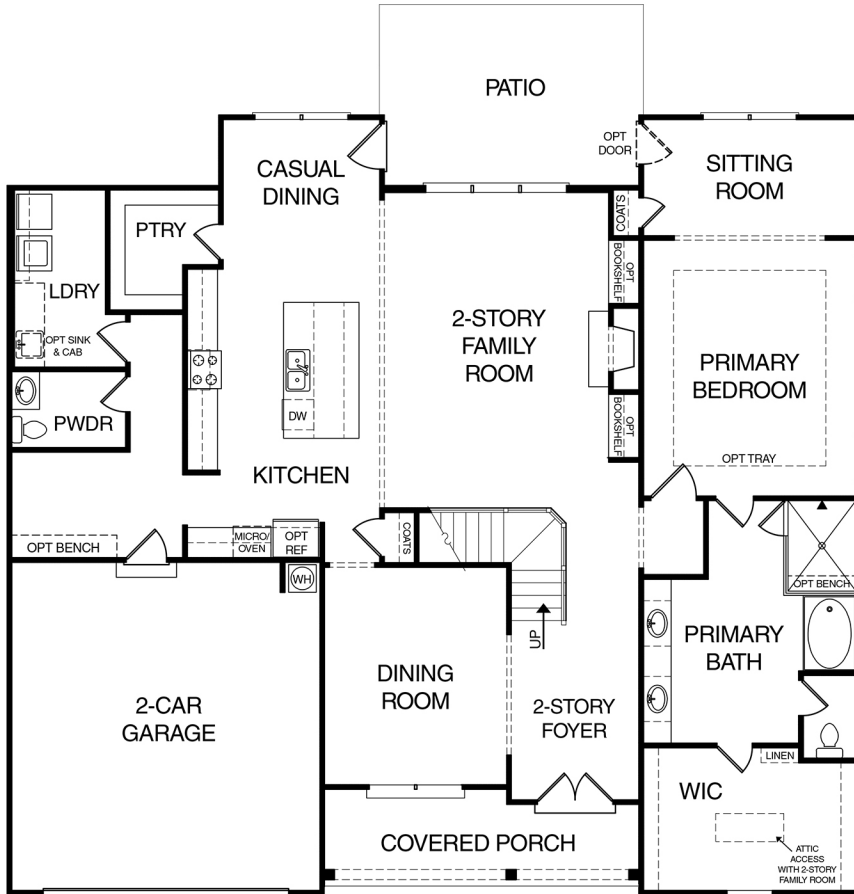 PATIO
OPT
DOOR
CASUAL
DINING
SITTING
ROOM
COATS
PTRY
OPT
BOOKSHELF
LDRY
OPT SINK
& CAB
2-STORY
FAMILY
ROOM
PRIMARY
BEDROOM
DW
PWDR
OPT
BOOKSHELF
OPT TRAY
KITCHEN
MICRO/
OVEN
OPT
REF
COATS
OPT BENCH
WH
OPT BENCH
UP
PRIMARY
BATH
DINING
ROOM
2-CAR
GARAGE
2-STORY
FOYER
LINEN
WIC
COVERED PORCH
ATTIC
ACCESS
WITH 2-STORY
FAMILY ROOM